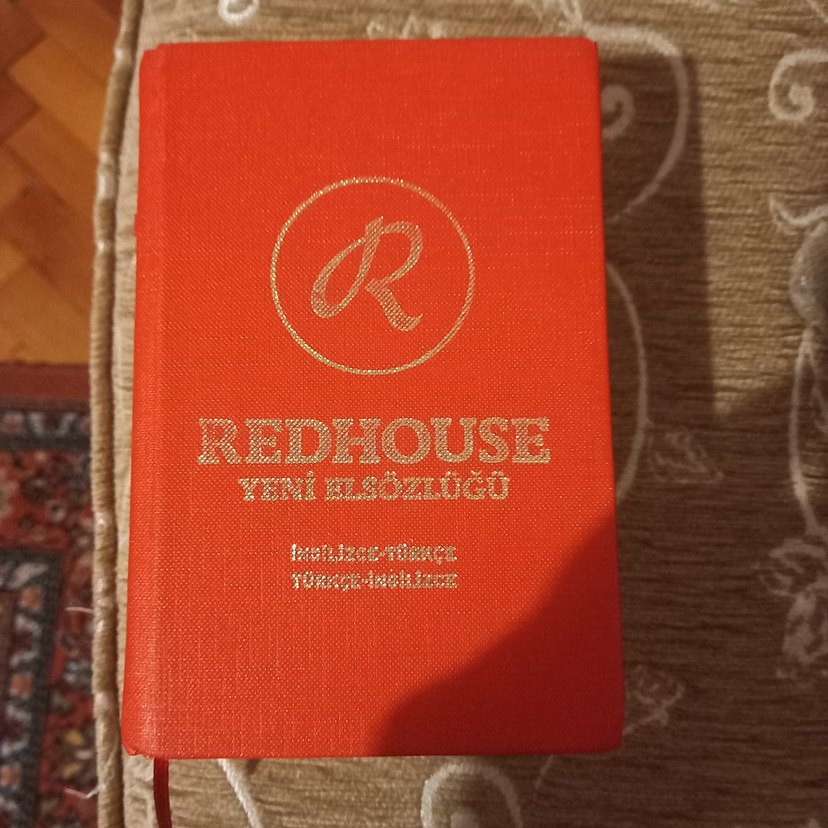 R
REDHOUSE
YENİ ELSÖZLÜĞÜ
İNGİLİZCE-TÜRKÇE
TÜRKÇE-İNGİLİZCE